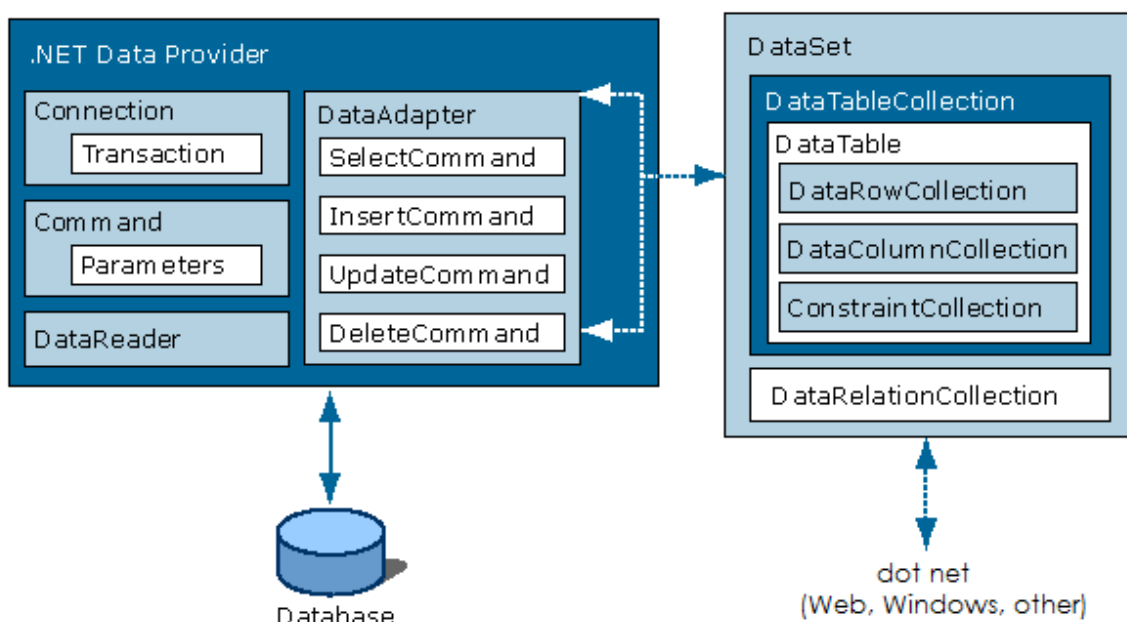 .NET Data Provider
Connection
Transaction
Command
Parameters
DataReader
DataAdapter
SelectCommand
InsertCommand
UpdateCommand
DeleteCommand
Database
DataSet
DataTableCollection
DataTable
DataRowCollection
DataColumnCollection
ConstraintCollection
DataRelationCollection
dot net
(Web, Windows, other)